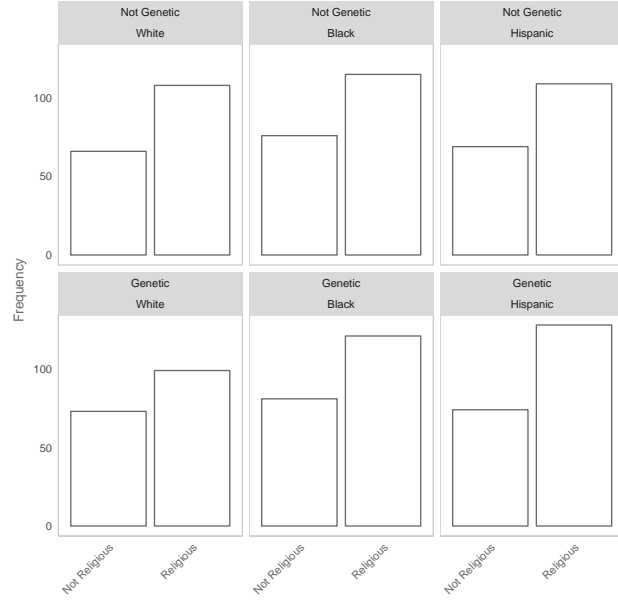 Not Genetic
White
Not Genetic
Black
Not Genetic
Hispanic
100
50
0
Frequency
Genetic
White
Genetic
Black
Genetic
Hispanic
100
50
0
Not Religious
Religious
Not Religious
Religious
Not Religious
Religious